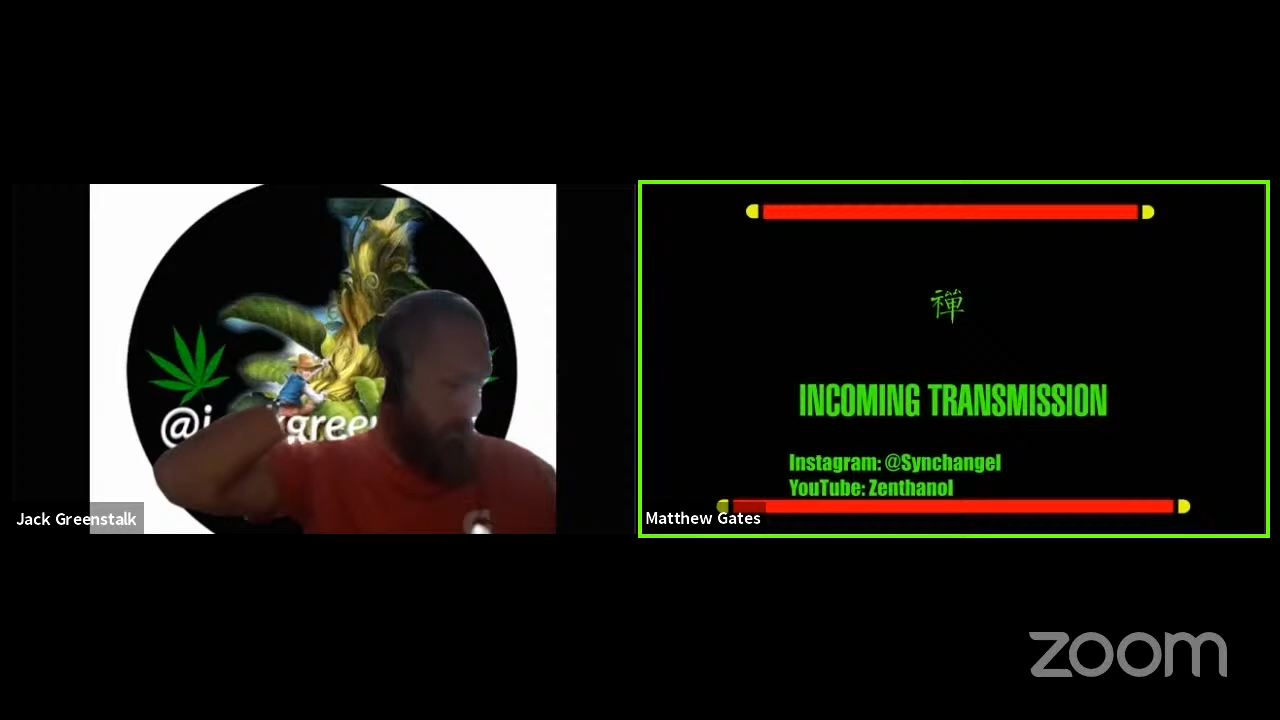 Jack Greenstalk
禪
INCOMING TRANSMISSION
Instagram: @Synchangel
YouTube: Zenthanol
Matthew Gates
zoom